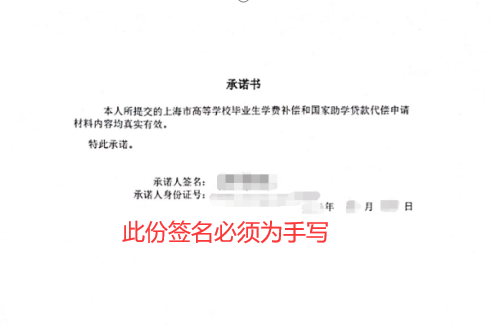 承诺书
本人所提交的上海市高等学校毕业生学费补偿和国家助学贷款代偿申请
材料内容均真实有效。
特此承诺。
承诺人签名：
承诺人身份证号：
年 月 日
此份签名必须为手写